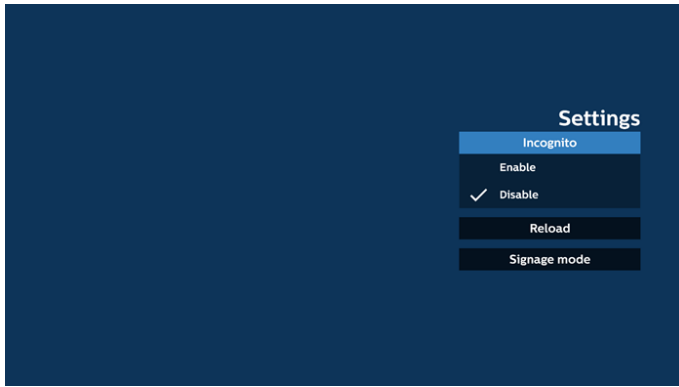 Settings
Incognito
Enable
Disable
Reload
Signage mode